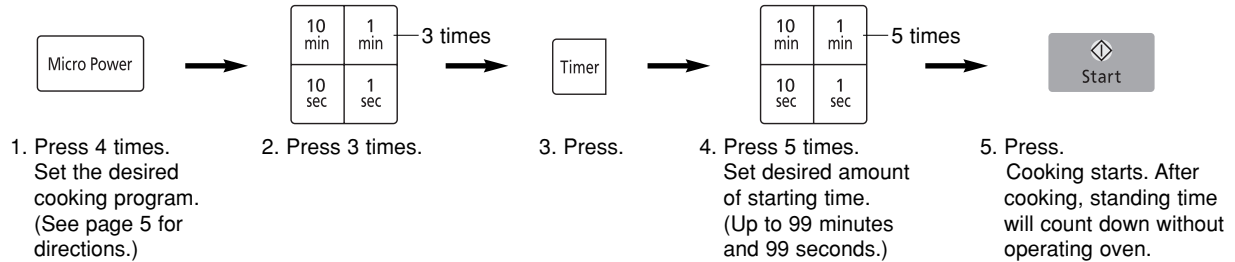 Micro Power
10 min
1 min
10 sec
1 sec
3 times
Timer
10 min
1 min
10 sec
1 sec
5 times
Start
1. Press 4 times.
Set the desired
cooking program.
(See page 5 for
directions.)
2. Press 3 times.
3. Press.
4. Press 5 times.
Set desired amount
of starting time.
(Up to 99 minutes
and 99 seconds.)
5. Press.
Cooking starts. After
cooking, standing time
will count down without
operating oven.